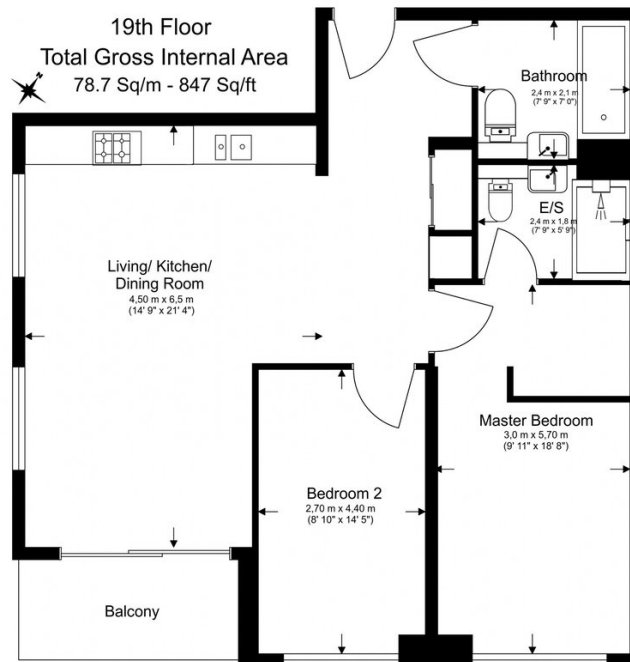 19th Floor
Total Gross Internal Area
78.7 Sq/m - 847 Sq/ft
N
Bathroom
2,4 m x 2,1 m
(7' 9" x 7' 0")
E/S
2,4 m x 1,8 m
(7' 9" x 5' 9")
Living/ Kitchen/
Dining Room
4,50 m x 6,5 m
(14' 9" x 21' 4")
Master Bedroom
3,0 m x 5,70 m
(9' 11" x 18' 8")
Bedroom 2
2,70 m x 4,40 m
(8' 10" x 14' 5")
Balcony